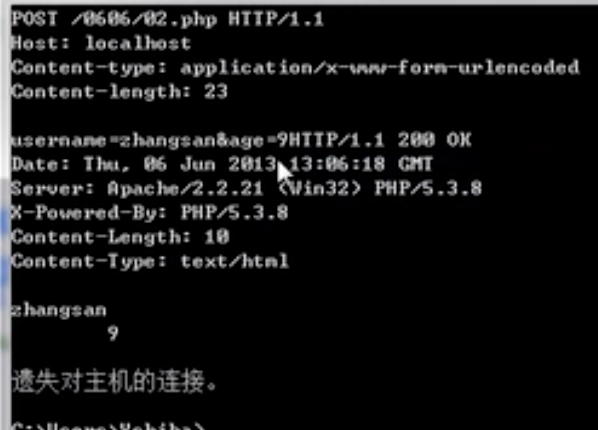 POST /0606/02.php HTTP/1.1
Host: localhost
Content-type: application/x-www-form-urlencoded
Content-length: 23
username=zhangsan&age=9HTTP/1.1 200 OK
Date: Thu, 06 Jun 2013 13:06:18 GMT
Server: Apache/2.2.21 (Win32) PHP/5.3.8
X-Powered-By: PHP/5.3.8
Content-Length: 10
Content-Type: text/html
zhangsan
9
遗失对主机的连接。